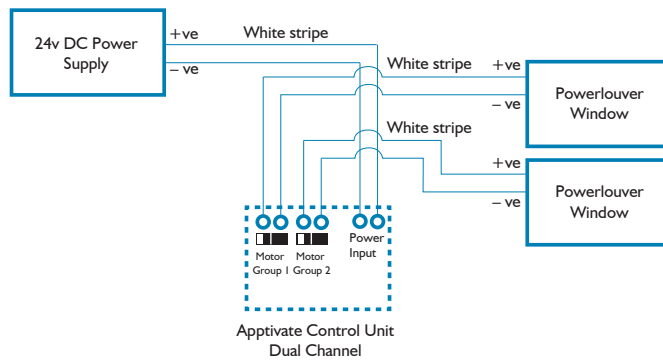 24v DC Power
Supply
+ve
White stripe
– ve
White stripe
+ve
– ve
Powerlouver
Window
White stripe
+ve
– ve
Powerlouver
Window
Motor
Group 1
Motor
Group 2
Power
Input
Apptivate Control Unit
Dual Channel